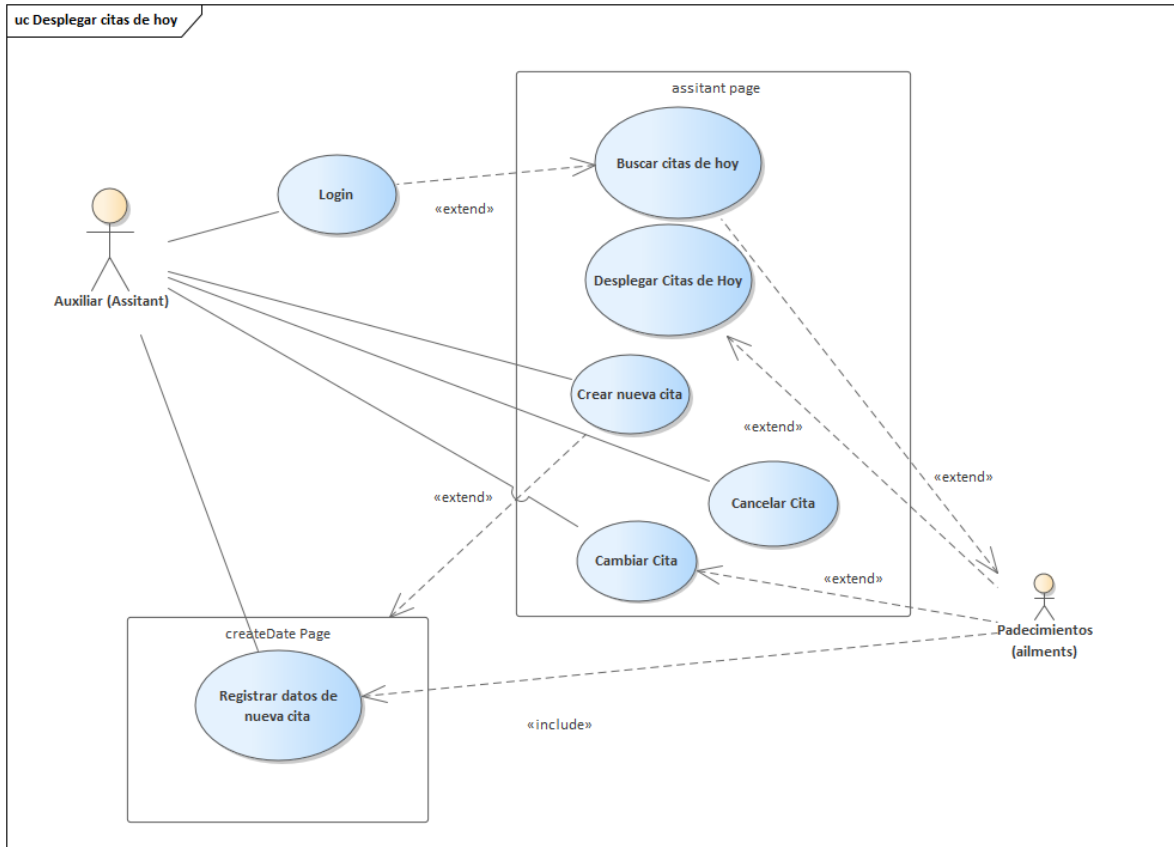 uc Desplegar citas de hoy
assitant page
Buscar citas de hoy
Login
«extend»
Desplegar Citas de Hoy
Auxiliar (Assitant)
Crear nueva cita
«extend»
«extend»
«extend»
Cancelar Cita
Cambiar Cita
«extend»
Padecimientos
(ailments)
createDate Page
Registrar datos de
nueva cita
«include»